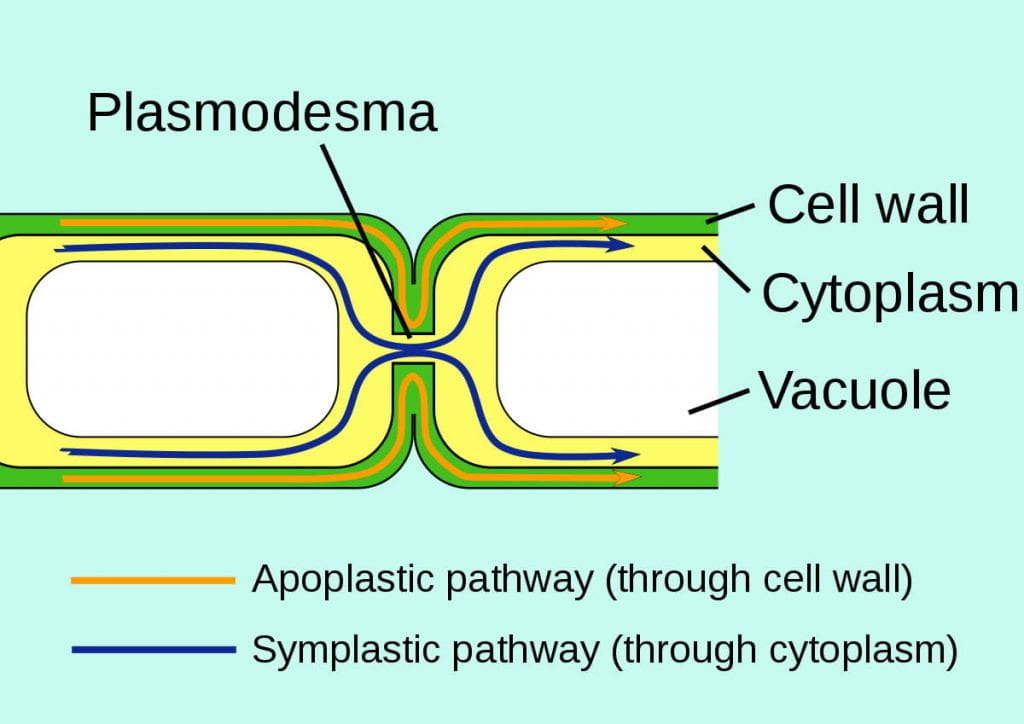 Plasmodesma
Cell wall
Cytoplasm
Vacuole
Apoplastic pathway (through cell wall)
Symplastic pathway (through cytoplasm)